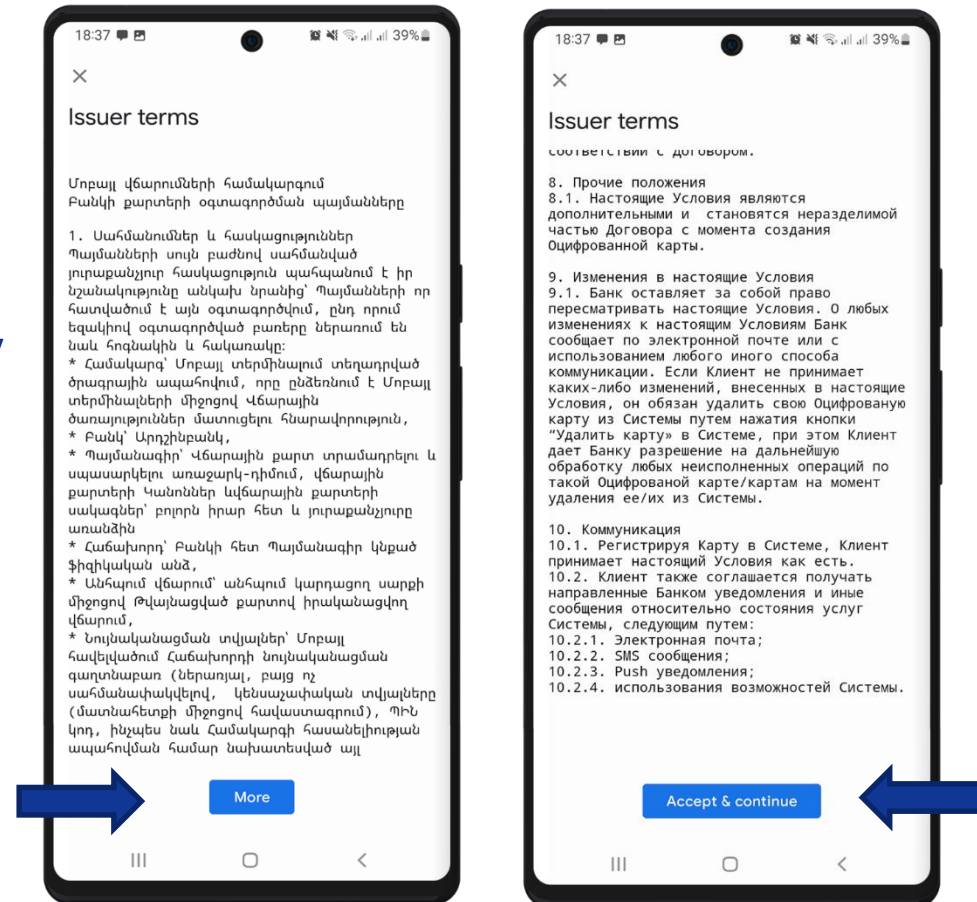 18:37
39%
Issuer terms
Մոբայլ վճարումների համակարգում
Բանկի քարտերի օգտագործման պայմանները
1. Սահմանումներ և հասկացություններ
Պայմանների սույն բաժնով սահմանված
յուրաքանչյուր հասկացություն պահպանում է իր
նշանակությունը անկախ նրանից՝ Պայմանների որ
հատվածում է այն օգտագործվում, ընդ որում
եզակիով օգտագործված բառերը ներառում են
նաև հոգնակին և հակառակը:
* Համակարգ՝ Մոբայլ տերմինալում տեղադրված
ծրագրային ապահովում, որը ընձեռնում է Մոբայլ
տերմինալների միջոցով Վճարային
ծառայություններ մատուցելու հնարավորություն,
* Բանկ՝ Արդշինբանկ,
* Պայմանագիր՝ Վճարային քարտ տրամադրելու և
սպասարկելու առաջարկ-դիմում, վճարային
քարտերի Կանոններ ևվճարային քարտերի
սակագներ՝ բոլորն իրար հետ և յուրաքանչյուրը
առանձին
* Հաճախորդ՝ Բանկի հետ Պայմանագիր կնքած
ֆիզիկական անձ,
* Անհպում վճարում՝ անհպում կարդացող սարքի
միջոցով Թվայնացված քարտով իրականացվող
վճարում,
* Նույնականացման տվյալներ՝ Մոբայլ
հավելվածում Հաճախորդի նույնականացման
գաղտնաբառ (ներառյալ, բայց ոչ
սահմանափակվելով, կենսաչափական տվյալները
(մատնահետքի միջոցով հավաստագրում), ՊԻՆ
կոդ, ինչպես նաև Համակարգի հասանելիության
ապահովման համար նախատեսված այլ
More
18:37
39%
Issuer terms
соответствии с Договором.
8. Прочие положения
8.1. Настоящие Условия являются
дополнительными и становятся неразделимой
частью Договора с момента создания
Оцифрованной карты.
9. Изменения в настоящие Условия
9.1. Банк оставляет за собой право
пересматривать настоящие Условия. О любых
изменениях к настоящим Условиям Банк
сообщает по электронной почте или с
использованием любого иного способа
коммуникации. Если Клиент не принимает
каких-либо изменений, внесенных в настоящие
Условия, он обязан удалить свою Оцифрованую
карту из Системы путем нажатия кнопки
“Удалить карту» в Системе, при этом Клиент
дает Банку разрешение на дальнейшую
обработку любых неисполненных операций по
такой Оцифрованой карте/картам на момент
удаления ее/их из Системы.
10. Коммуникация
10.1. Регистрируя Карту в Системе, Клиент
принимает настоящий Условия как есть.
10.2. Клиент также соглашается получать
направленные Банком уведомления и иные
сообщения относительно состояния услуг
Системы, следующим путем:
10.2.1. Электронная почта;
10.2.2. SMS сообщения;
10.2.3. Push уведомления;
10.2.4. использования возможностей Системы.
Accept & continue